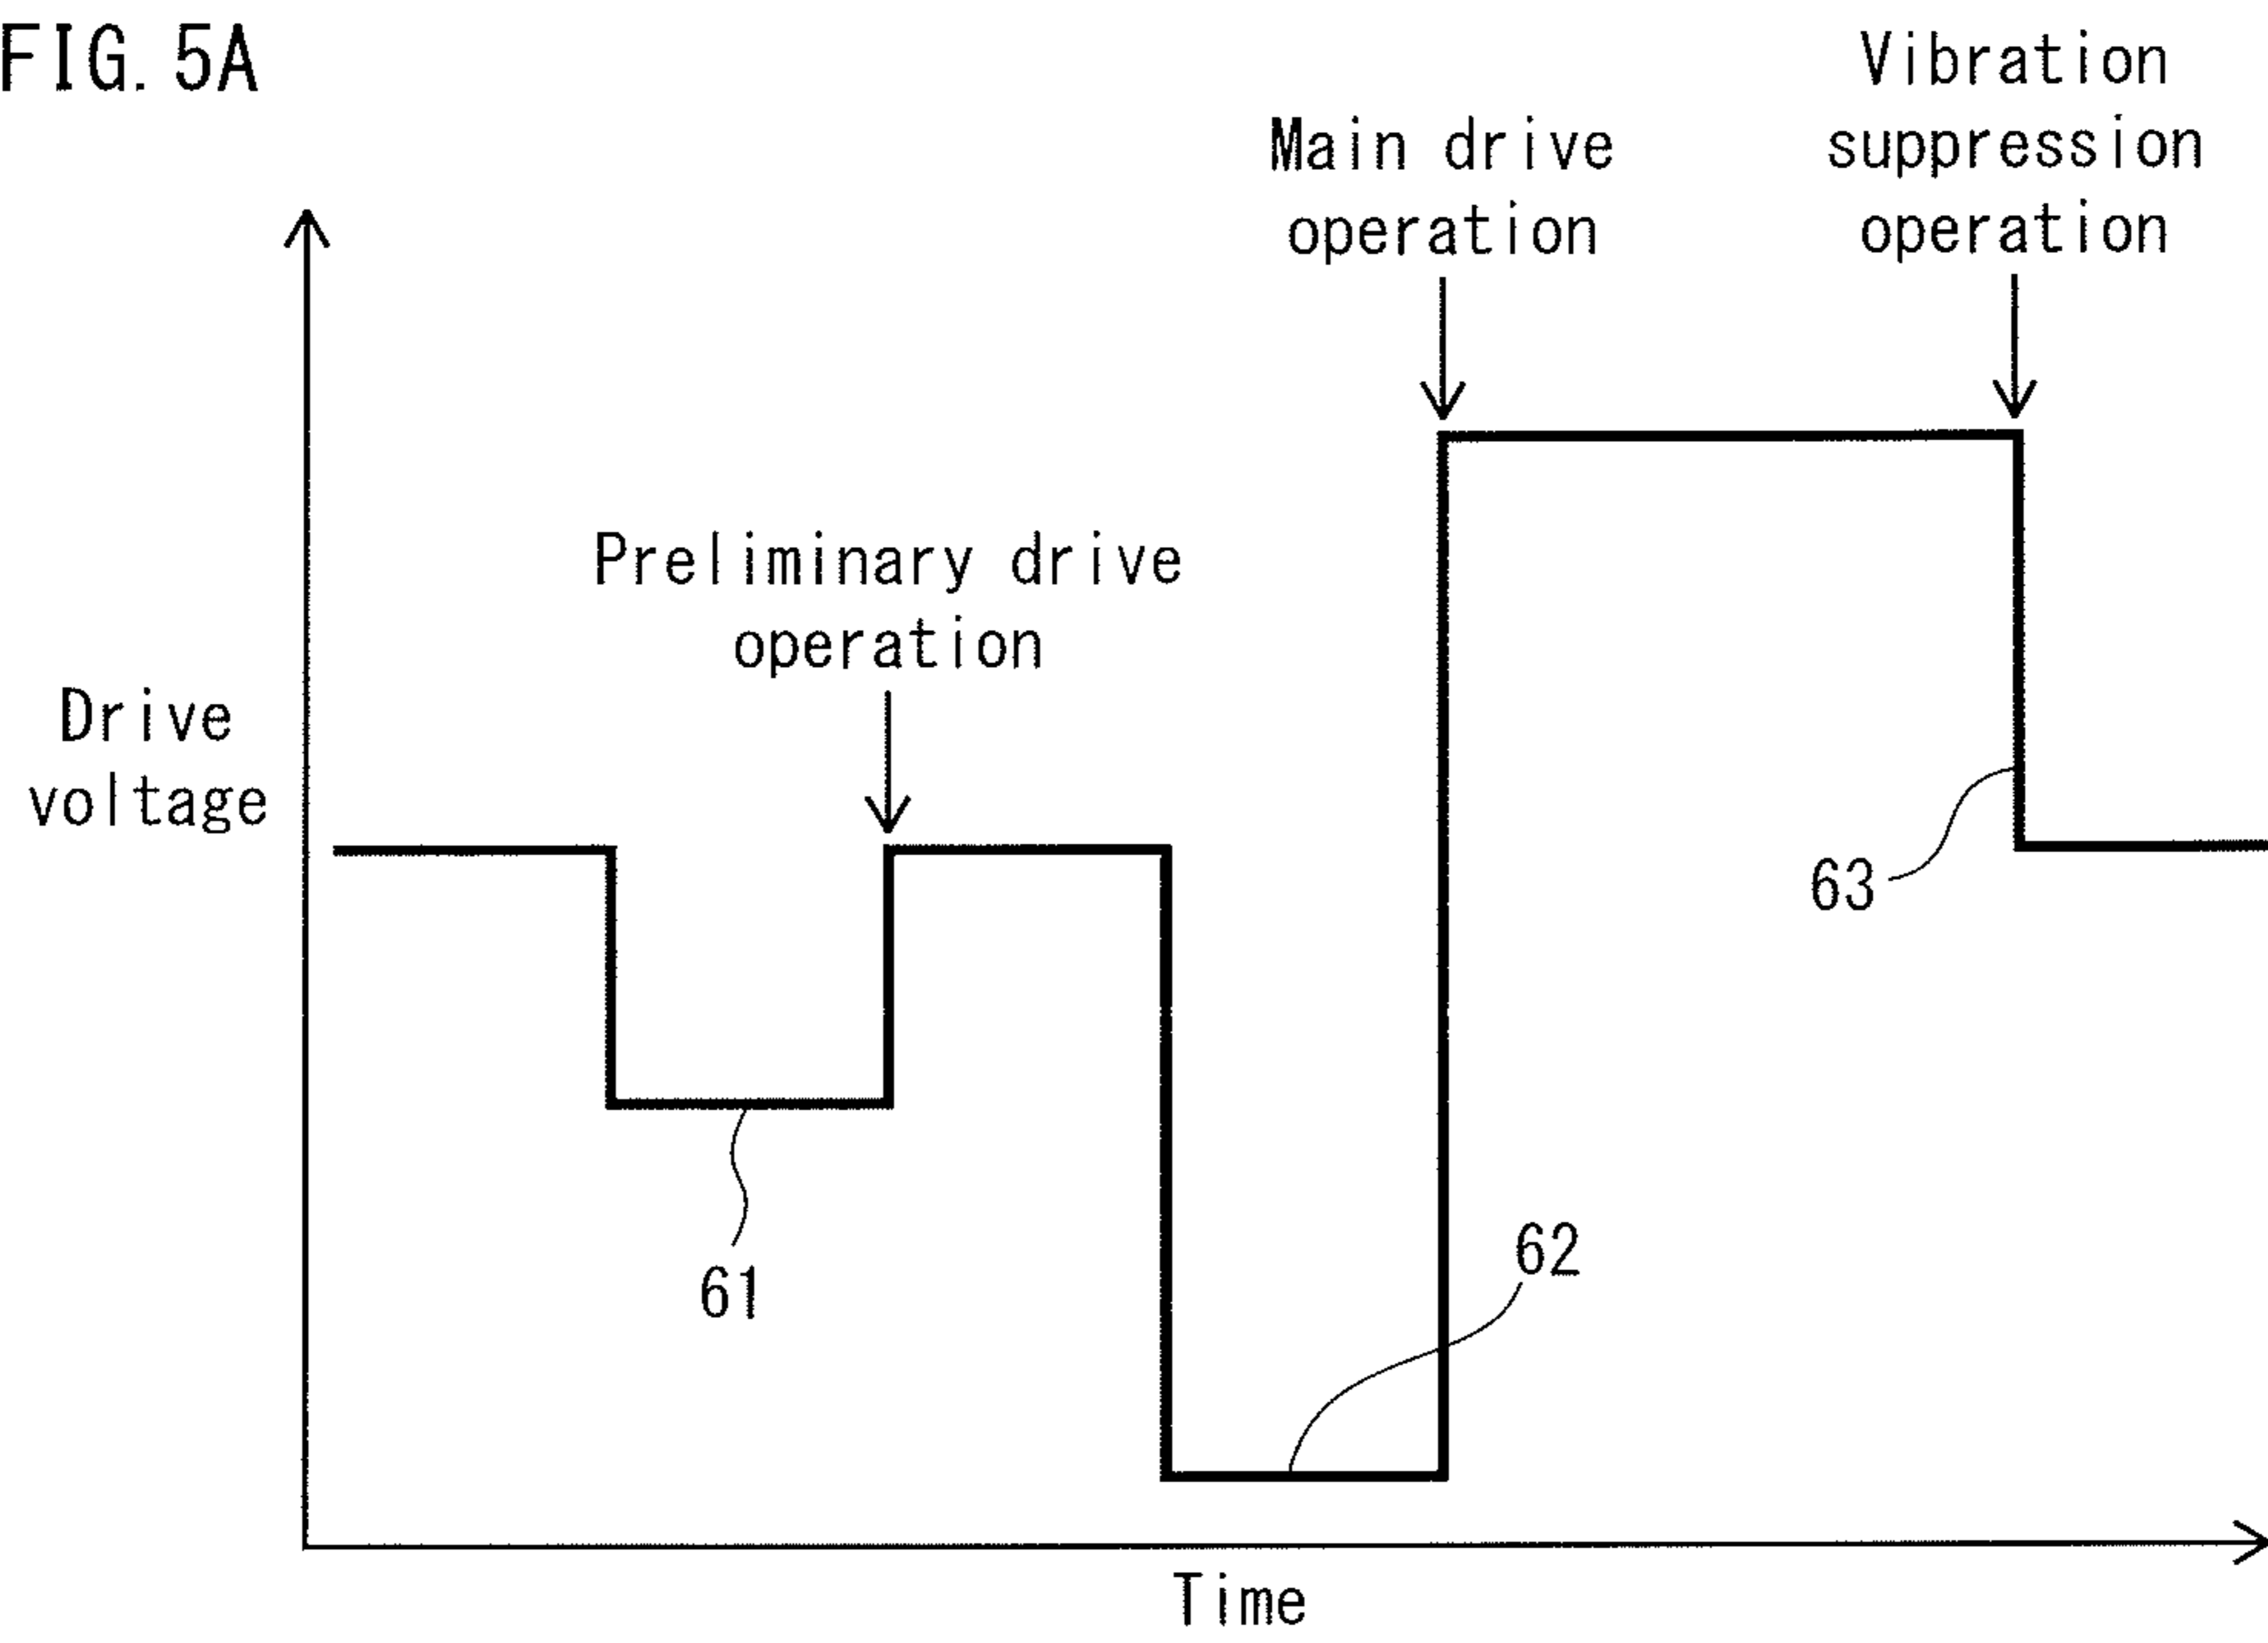 FIG. 5A
Vibration
suppression
operation
Main drive
operation
Preliminary drive
operation
Drive
voltage
63
62
61
Time